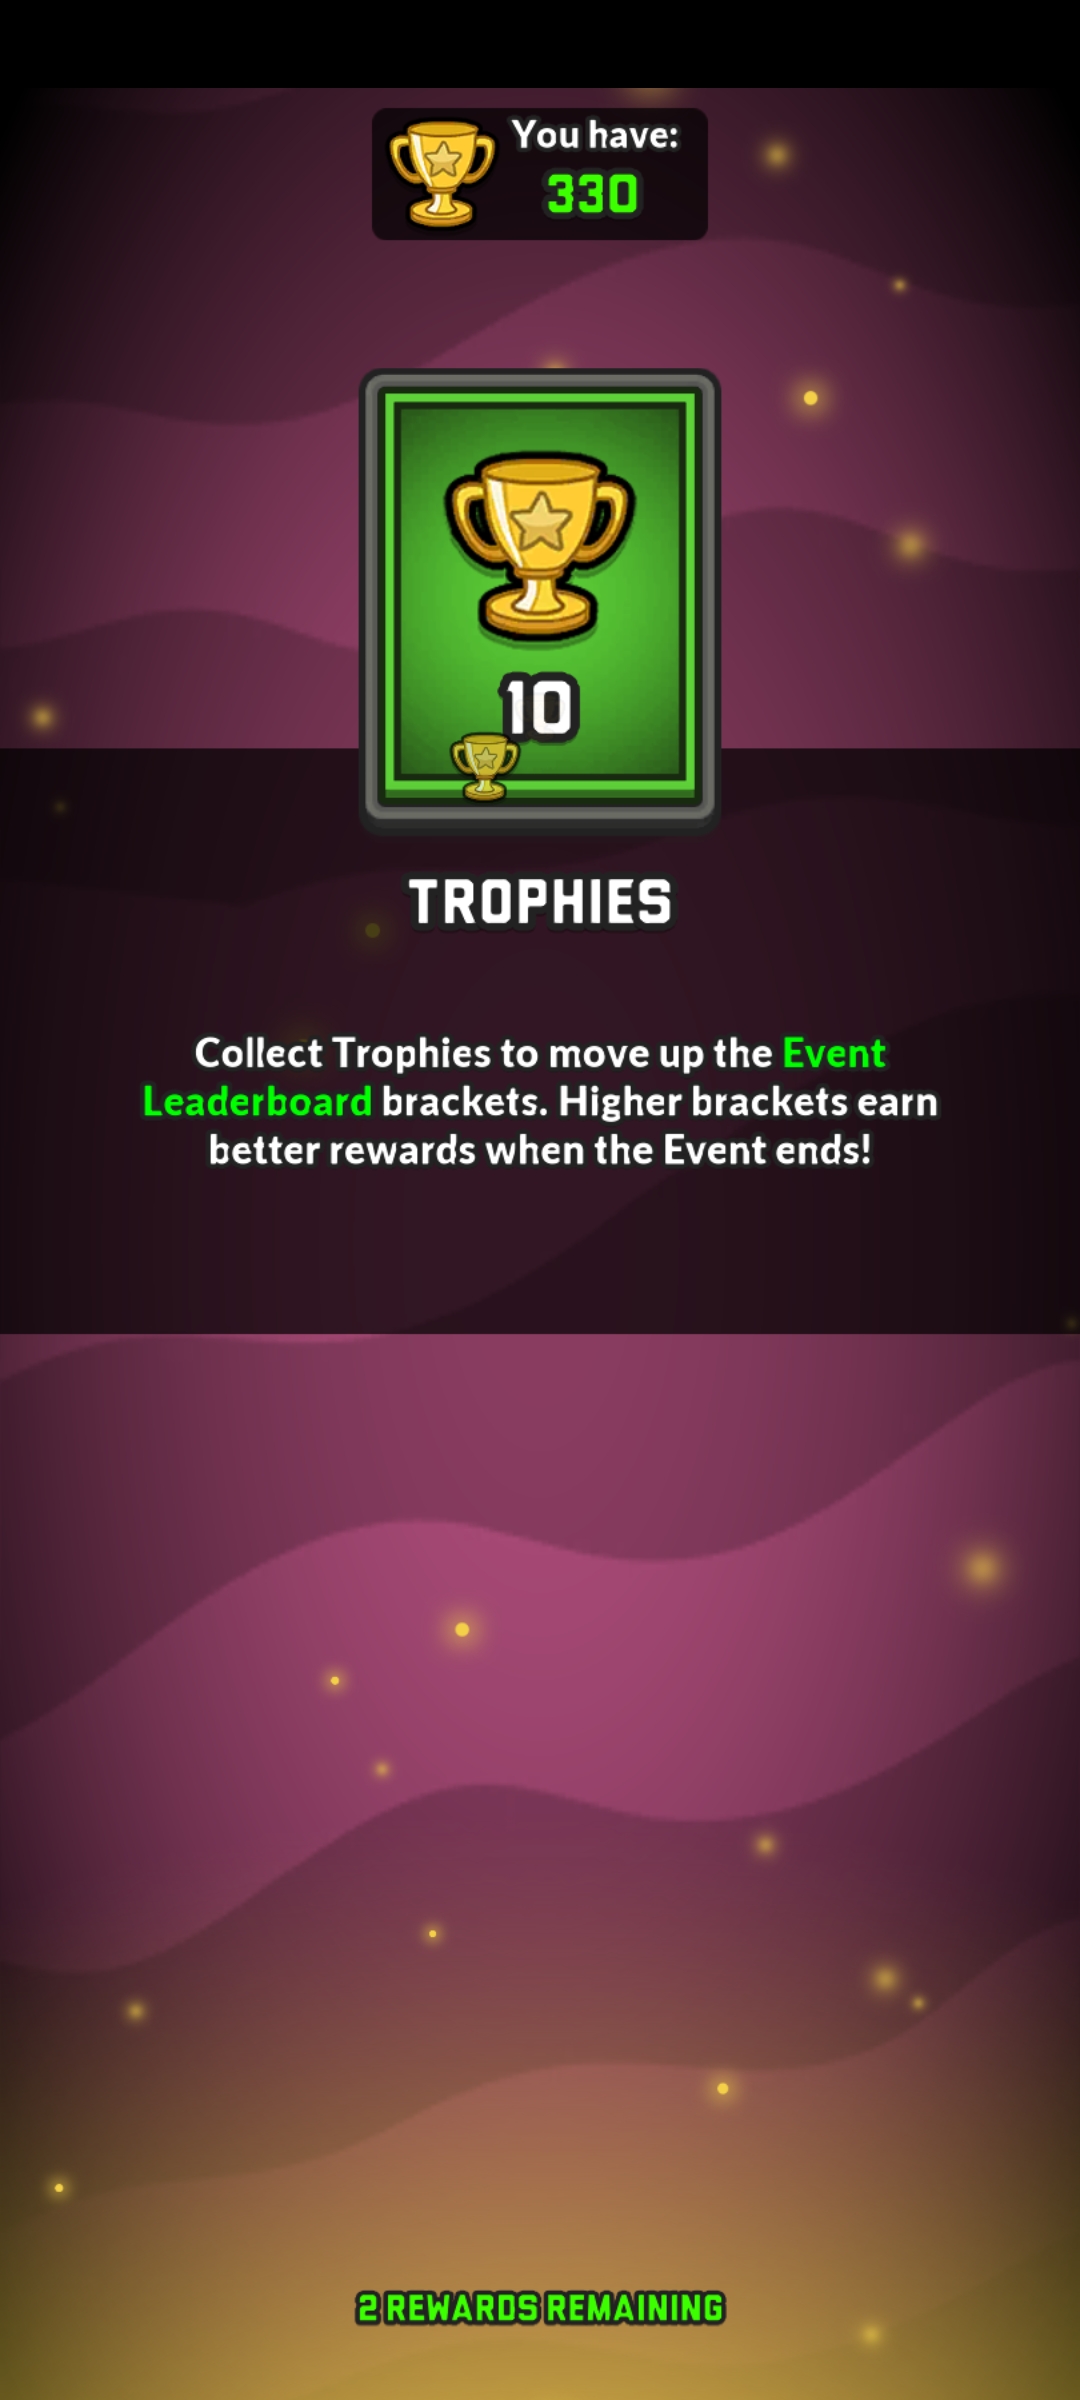 You have:
330
10
TROPHIES
Collect Trophies to move up the Event
Leaderboard brackets. Higher brackets earn
better rewards when the Event ends!
2 REWARDS REMAINING